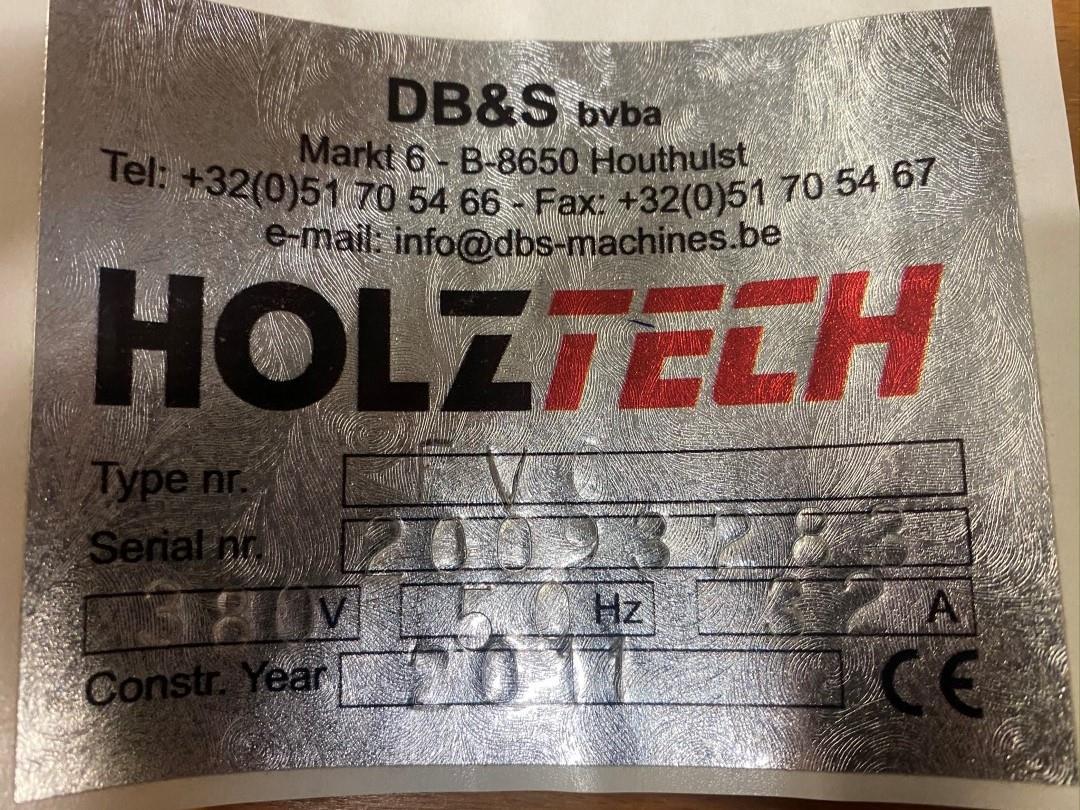 DB&S bvba
Markt 6 - B-8650 Houthulst
Tel: +32(0)51 70 54 66 - Fax: +32(0)51 70 54 67
e-mail: info@dbs-machines.be
HOLZTECH
Type nr.
Serial nr.
380 V 50 Hz 32 A
Constr. Year 2011 CE